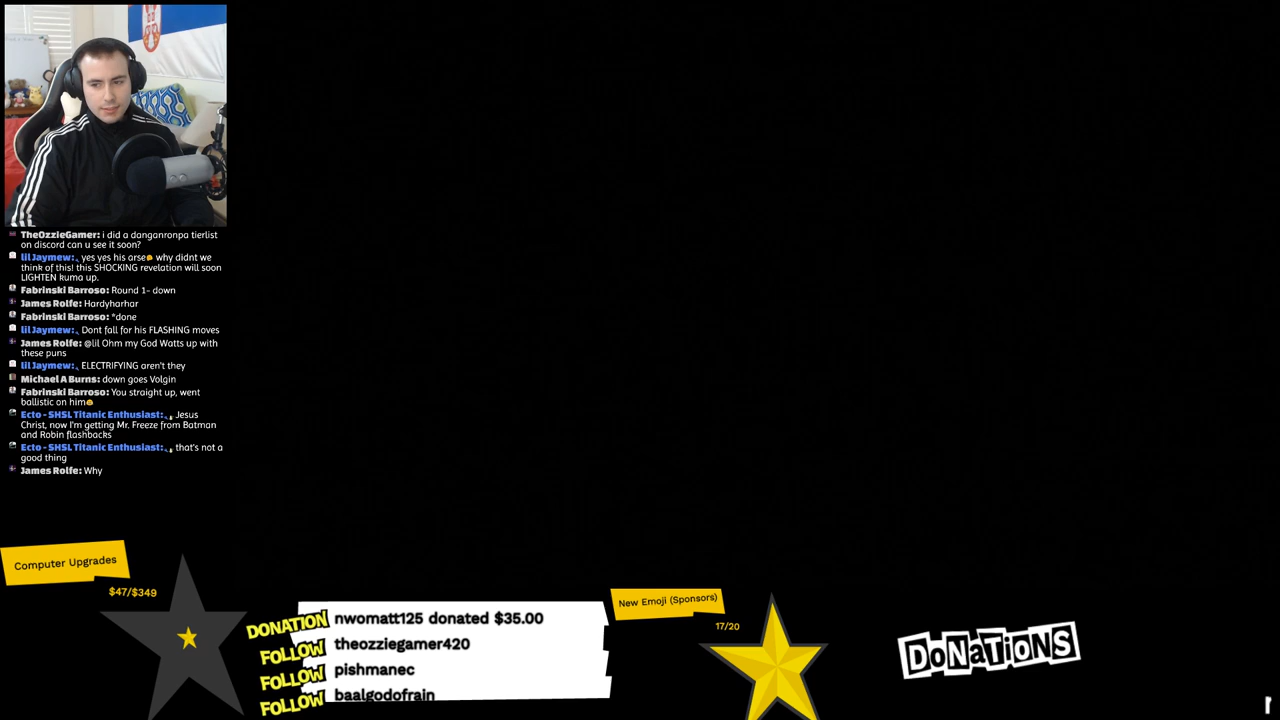 TheOzzieGamer: i did a danganronpa tierlist
on discord can u see it soon?
lil Jaymew: yes yes his arse why didnt we
think of this! this SHOCKING revelation will soon
LIGHTEN kuma up.
Fabrinski Barroso: Round 1- down
James Rolfe: Hardyharhar
Fabrinski Barroso: *done
lil Jaymew: Dont fall for his FLASHING moves
James Rolfe: @lil Ohm my God Watts up with
these puns
lil Jaymew: ELECTRIFYING aren't they
Michael A Burns: down goes Volgin
Fabrinski Barroso: You straight up, went
ballistic on him
Ecto - SHSL Titanic Enthusiast: Jesus
Christ, now I'm getting Mr. Freeze from Batman
and Robin flashbacks
Ecto - SHSL Titanic Enthusiast: that's not a
good thing
James Rolfe: Why
Computer Upgrades
$47/$349
DONATION nwomatt125 donated $35.00
FOLLOW theozziegamer420
FOLLOW pishmanec
FOLLOW baalgodofrain
New Emoji (Sponsors)
17/20
DoNaTiONS